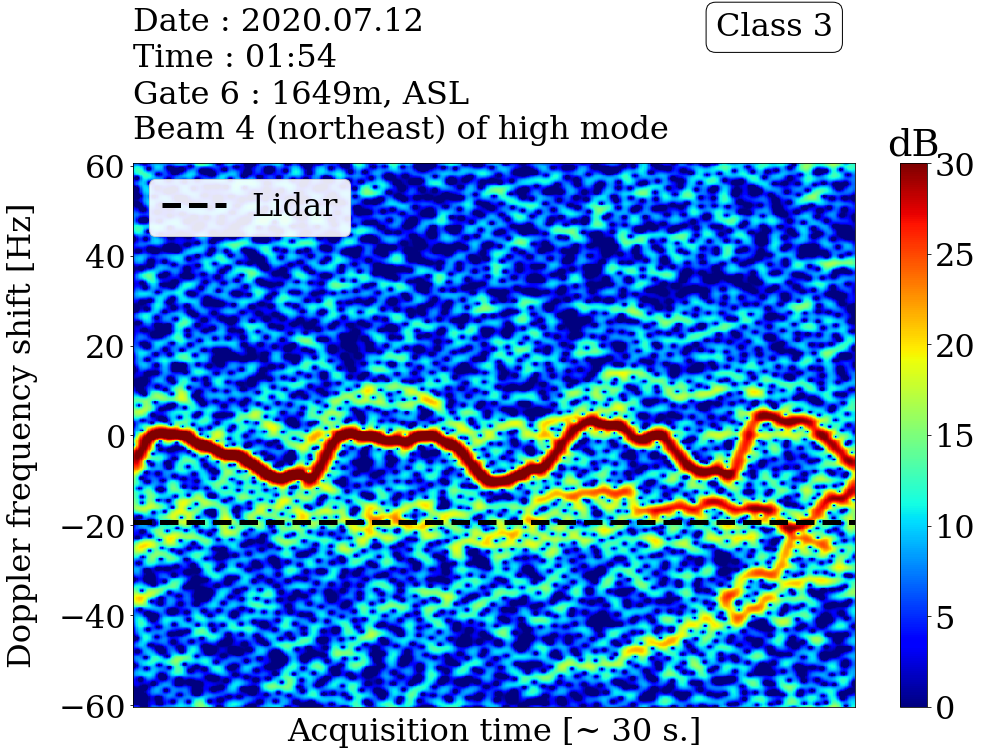 Date : 2020.07.12
Time : 01:54
Gate 6 : 1649m, ASL
Beam 4 (northeast) of high mode
Class 3
dB
Lidar
Doppler frequency shift [Hz]
60
40
20
0
−20
−40
−60
Acquisition time [~ 30 s.]
30
25
20
15
10
5
0